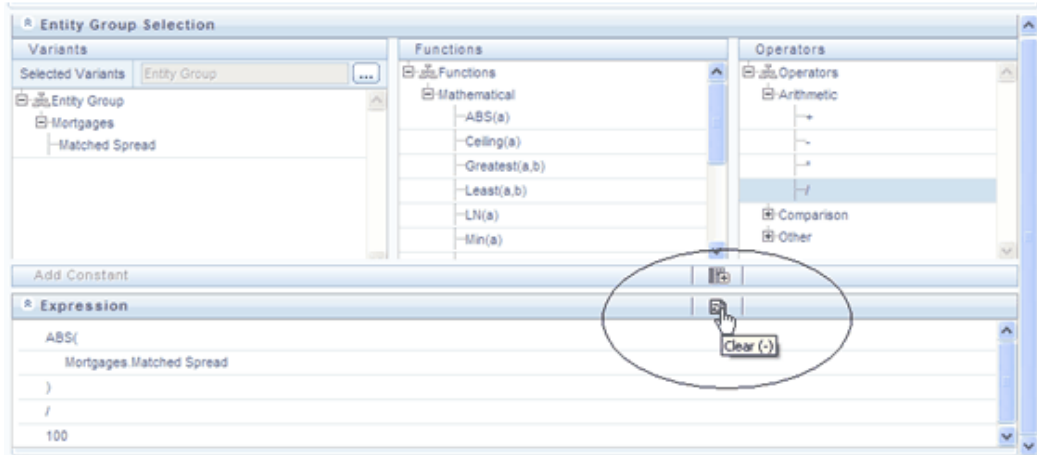 Entity Group Selection
Variants
Selected Variants Entity Group ...
Entity Group
Mortgages
Matched Spread
Functions
Functions
Mathematical
ABS(a)
Ceiling(a)
Greatest(a,b)
Least(a,b)
LN(a)
Min(a)
Operators
Operators
Arithmetic
+
-
*
/
Comparison
Other
Add Constant
Expression
Clear (-)
ABS(
Mortgages.Matched Spread
)
/
100